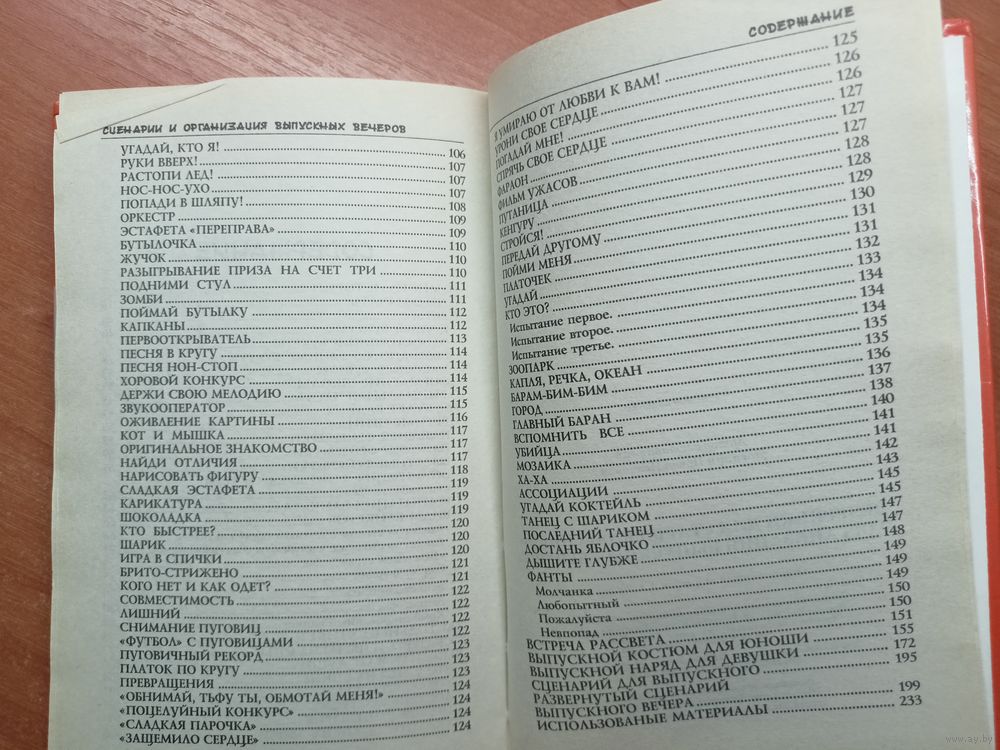 СЦЕНАРИИ И ОРГАНИЗАЦИЯ ВЫПУСКНЫХ ВЕЧЕРОВ
УГАДАЙ, КТО Я! 106
РУКИ ВВЕРХ! 107
РАСТОПИ ЛЕД! 107
НОС-НОС-УХО 107
ПОПАДИ В ШЛЯПУ! 108
ОРКЕСТР 109
ЭСТАФЕТА «ПЕРЕПРАВА» 109
БУТЫЛОЧКА 110
ЖУЧОК 110
РАЗЫГРЫВАНИЕ ПРИЗА НА СЧЕТ ТРИ 110
ПОДНИМИ СТУЛ 111
ЗОМБИ 111
ПОЙМАЙ БУТЫЛКУ 112
КАПКАНЫ 112
ПЕРВООТКРЫВАТЕЛЬ 113
ПЕСНЯ В КРУГУ 114
ПЕСНЯ НОН-СТОП 114
ХОРОВОЙ КОНКУРС 114
ДЕРЖИ СВОЮ МЕЛОДИЮ 115
ЗВУКООПЕРАТОР 115
ОЖИВЛЕНИЕ КАРТИНЫ 116
КОТ И МЫШКА 117
ОРИГИНАЛЬНОЕ ЗНАКОМСТВО 117
НАЙДИ ОТЛИЧИЯ 117
НАРИСОВАТЬ ФИГУРУ 118
СЛАДКАЯ ЭСТАФЕТА 119
КАРИКАТУРА 119
ШОКОЛАДКА 119
КТО БЫСТРЕЕ? 120
ШАРИК 120
ИГРА В СПИЧКИ 120
БРИТО-СТРИЖЕНО 121
КОГО НЕТ И КАК ОДЕТ? 121
СОВМЕСТИМОСТЬ 122
ЛИШНИЙ 122
СНИМАНИЕ ПУГОВИЦ 122
«ФУТБОЛ» С ПУГОВИЦАМИ 122
ПУГОВИЧНЫЙ РЕКОРД 123
ПЛАТОК ПО КРУГУ 123
ПРЕВРАЩЕНИЯ 123
«ОБНИМАЙ, ТЬФУ ТЫ, ОБМОТАЙ МЕНЯ!» 124
«ПОЦЕЛУЙНЫЙ КОНКУРС» 124
«СЛАДКАЯ ПАРОЧКА» 124
«ЗАЩЕМИЛО СЕРДЦЕ» 124
СОДЕРЖАНИЕ
Я УМИРАЮ ОТ ЛЮБВИ К ВАМ! 125
УРОНИ СВОЕ СЕРДЦЕ 126
ПОГАДАЙ МНЕ! 126
СПРЯЧЬ СВОЕ СЕРДЦЕ 127
ФАРАОН 127
ФИЛЬМ УЖАСОВ 127
ПУТАНИЦА 128
КЕНГУРУ 128
СТРОЙСЯ! 129
ПЕРЕДАЙ ДРУГОМУ 130
ПОЙМИ МЕНЯ 131
ПЛАТОЧЕК 131
УГАДАЙ 132
КТО ЭТО? 133
Испытание первое. 134
Испытание второе. 134
Испытание третье. 134
ЗООПАРК 135
КАПЛЯ, РЕЧКА, ОКЕАН 135
БАРАМ-БИМ-БИМ 136
ГОРОД 137
ГЛАВНЫЙ БАРАН 138
ВСПОМНИТЬ ВСЕ 140
УБИЙЦА 141
МОЗАИКА 141
ХА-ХА 142
АССОЦИАЦИИ 143
УГАДАЙ КОКТЕЙЛЬ 145
ТАНЕЦ С ШАРИКОМ 145
ПОСЛЕДНИЙ ТАНЕЦ 147
ДОСТАНЬ ЯБЛОЧКО 147
ДЫШИТЕ ГЛУБЖЕ 148
ФАНТЫ 149
Молчанка 149
Любопытный 149
Пожалуйста 150
Невпопад 150
ВСТРЕЧА РАССВЕТА 151
ВЫПУСКНОЙ КОСТЮМ ДЛЯ ЮНОШИ 155
ВЫПУСКНОЙ НАРЯД ДЛЯ ДЕВУШКИ 172
СЦЕНАРИЙ ДЛЯ ВЫПУСКНОГО 195
РАЗВЕРНУТЫЙ СЦЕНАРИЙ
ВЫПУСКНОГО ВЕЧЕРА 199
ИСПОЛЬЗОВАНЫЕ МАТЕРИАЛЫ 233
www.ay.by